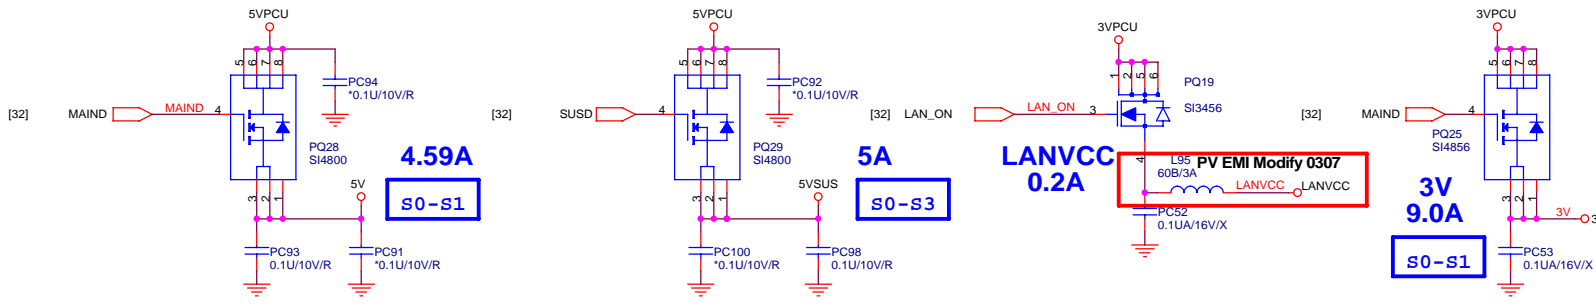 5VPCU
5
6
7
8
PC94
*0.1U/10V/R
[32]
MAIND
MAIND
4
PQ28
SI4800
4.59A
3
2
1
5V
S0-S1
PC93
0.1U/10V/R
PC91
*0.1U/10V/R
5VPCU
5
6
7
8
PC92
*0.1U/10V/R
[32]
SUSD
4
PQ29
SI4800
5A
3
2
1
5VSUS
S0-S3
PC100
*0.1U/10V/R
PC98
0.1U/10V/R
3VPCU
1
2
5
6
PQ19
SI3456
[32]
LAN_ON
LAN_ON
3
LANVCC
0.2A
4
L95
60B/3A
PV EMI Modify 0307
LANVCC
LANVCC
PC52
0.1UA/16V/X
3VPCU
5
6
7
8
[32]
MAIND
4
PQ25
SI4856
3V
9.0A
3
2
1
3V
3
S0-S1
PC53
0.1UA/16V/X